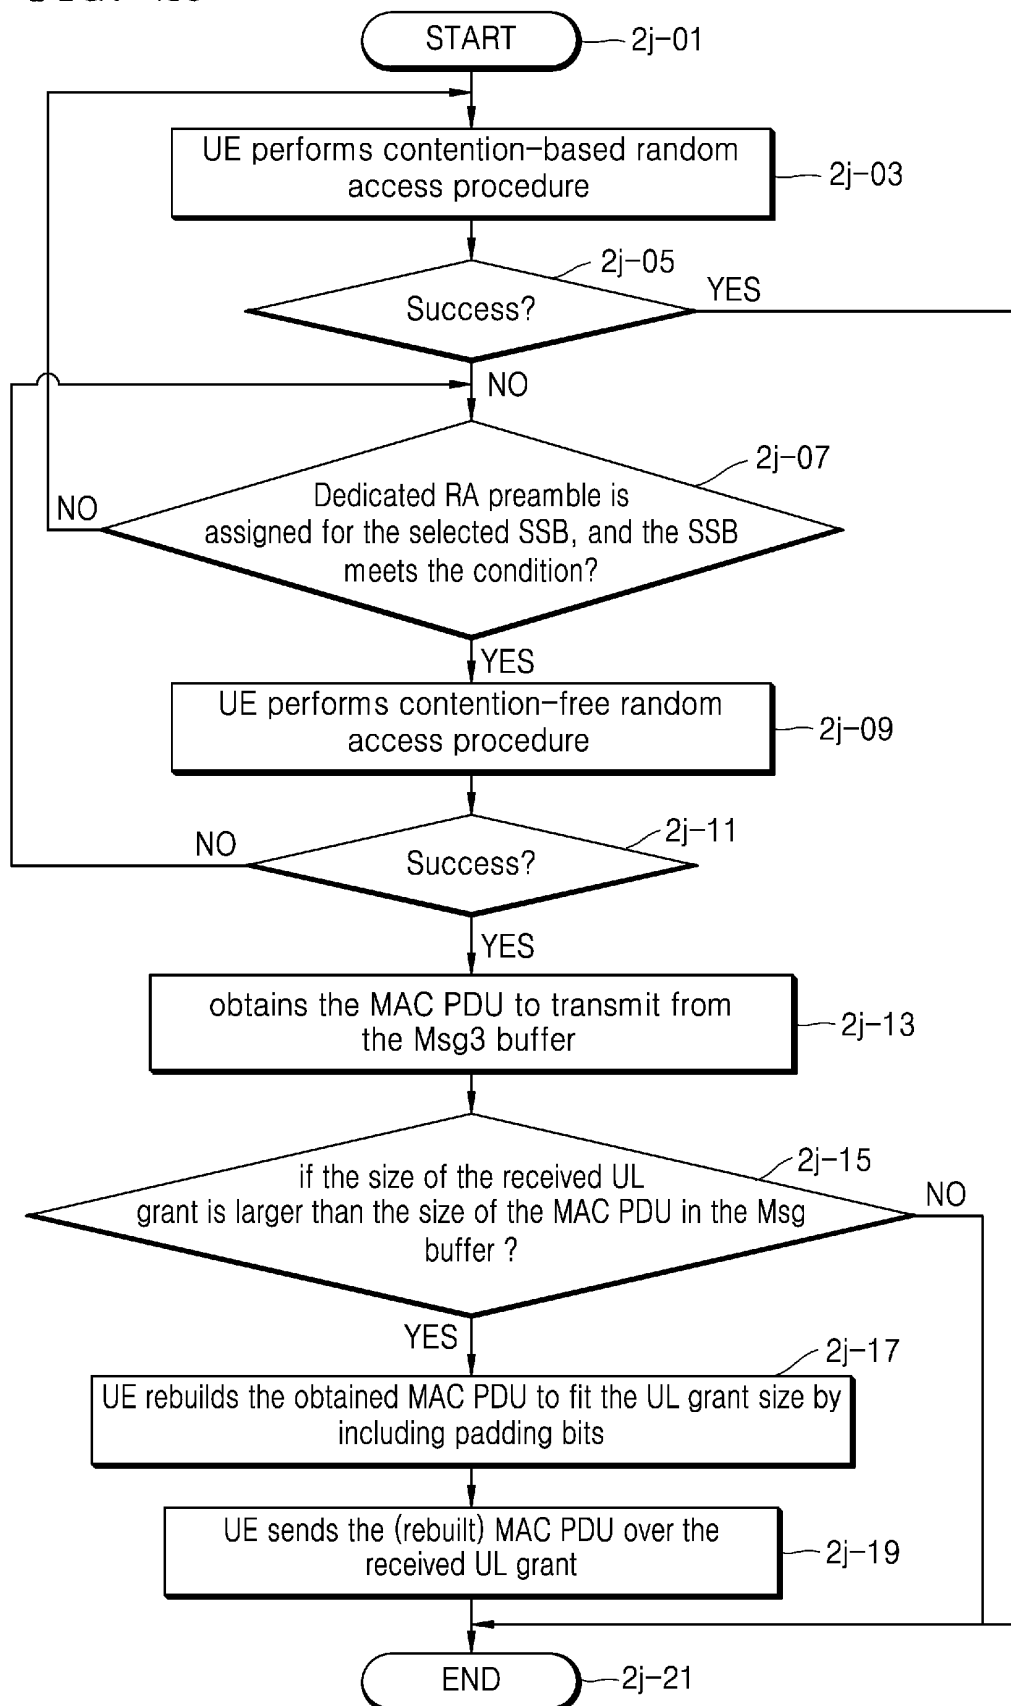 START
2j-01
UE performs contention-based random
access procedure
2j-03
2j-05
Success?
YES
NO
2j-07
Dedicated RA preamble is
assigned for the selected SSB, and the SSB
meets the condition?
NO
YES
UE performs contention-free random
access procedure
2j-09
2j-11
NO
Success?
YES
obtains the MAC PDU to transmit from
the Msg3 buffer
2j-13
2j-15
if the size of the received UL
grant is larger than the size of the MAC PDU in the Msg
buffer ?
NO
YES
2j-17
UE rebuilds the obtained MAC PDU to fit the UL grant size by
including padding bits
UE sends the (rebuilt) MAC PDU over the
received UL grant
2j-19
END
2j-21